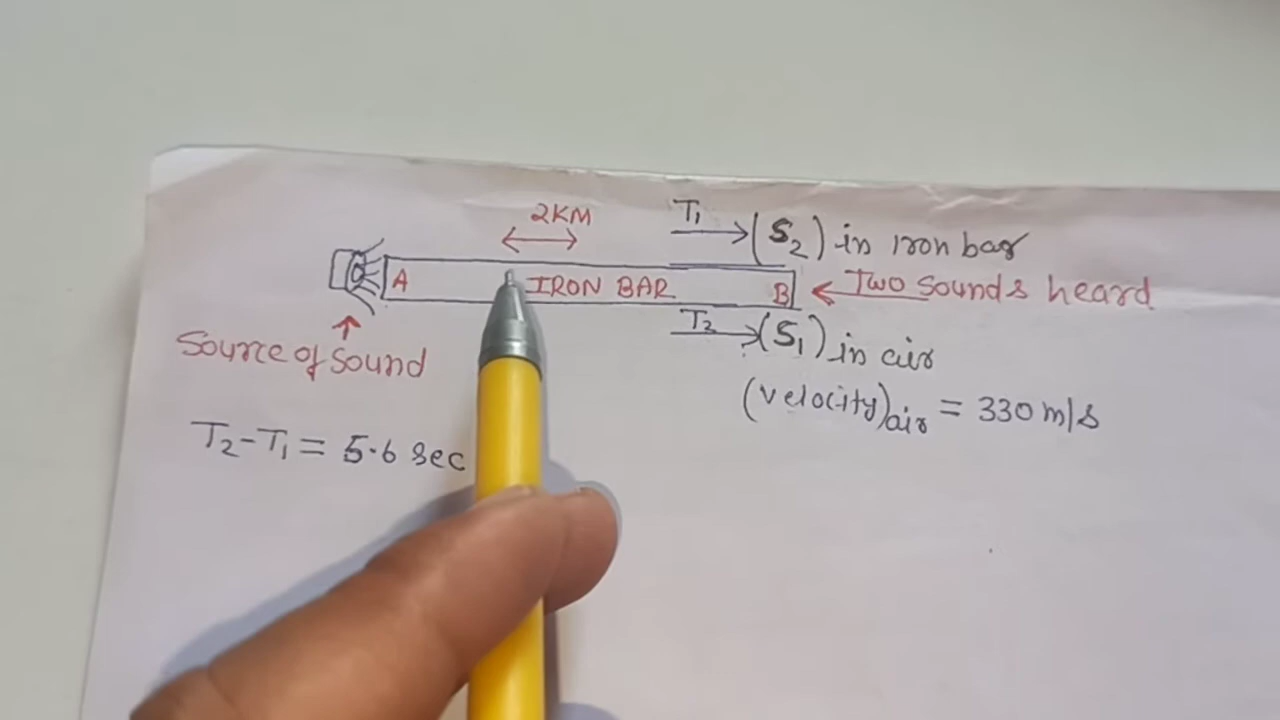 2KM
T₁ (S₂) in iron bar
A IRON BAR B Two Sounds heard
T₂ (S₁) in air
Source of Sound
(velocity)air = 330 m/s
T₂-T₁ = 5.6 sec